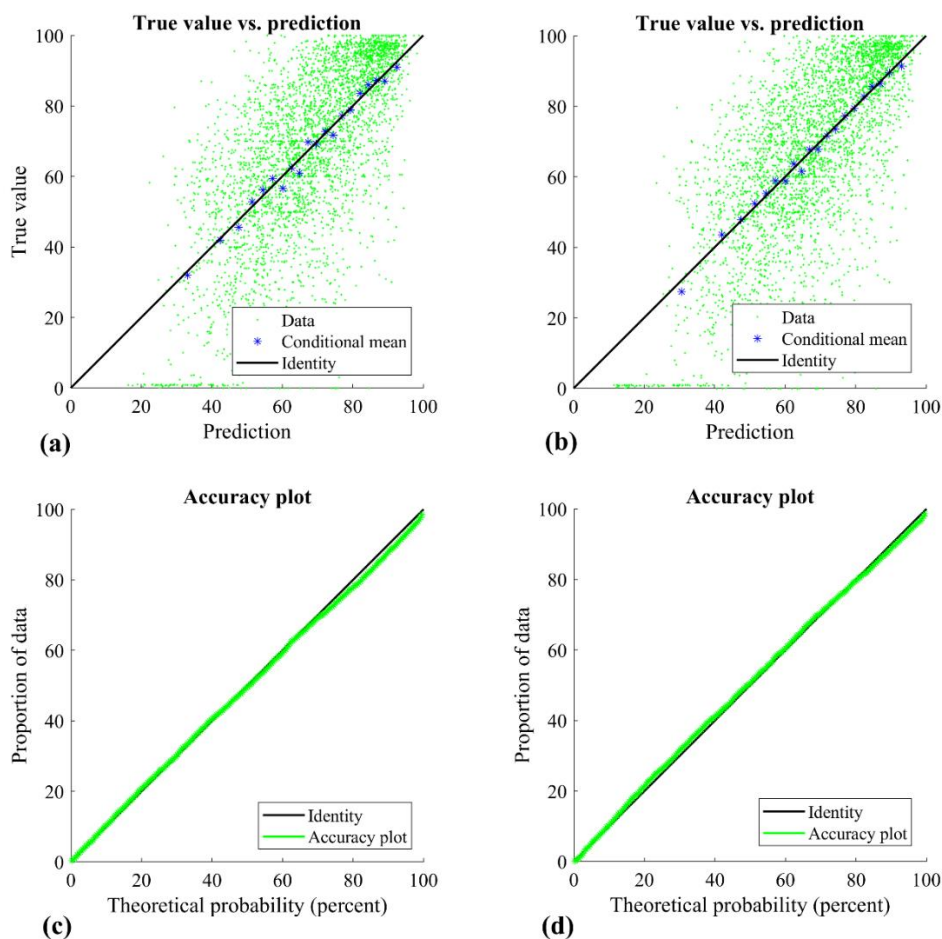 True value vs. prediction
100
80
60
40
20
0
True value
Data
Conditional mean
Identity
0 20 40 60 80 100
Prediction
(a)
True value vs. prediction
100
80
60
40
20
0
Data
Conditional mean
Identity
0 20 40 60 80 100
Prediction
(b)
Accuracy plot
100
80
60
40
20
0
Proportion of data
Identity
Accuracy plot
0 20 40 60 80 100
Theoretical probability (percent)
(c)
Accuracy plot
100
80
60
40
20
0
Proportion of data
Identity
Accuracy plot
0 20 40 60 80 100
Theoretical probability (percent)
(d)